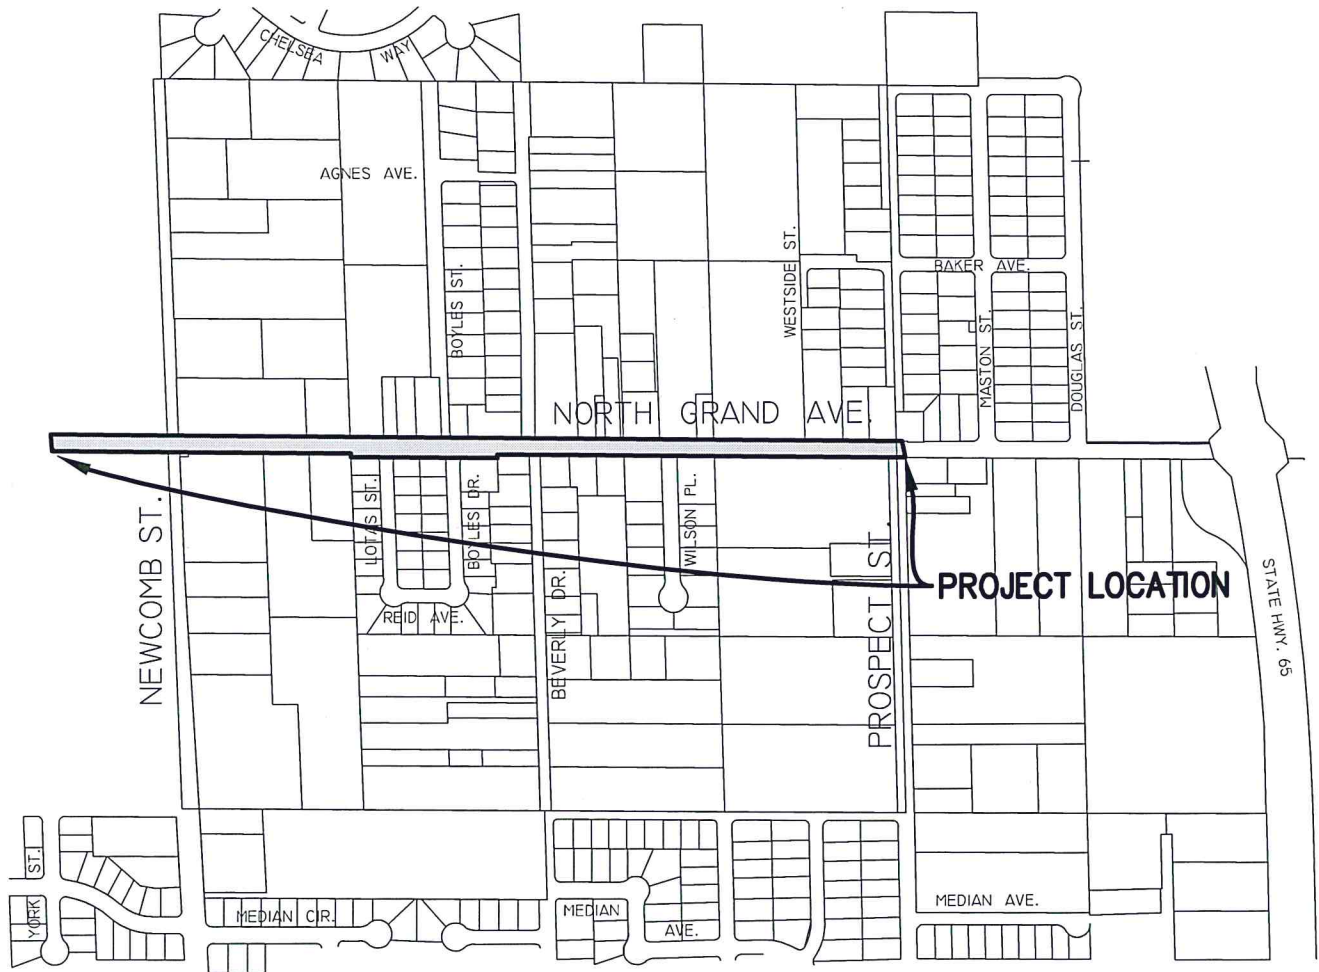 CHELSEA WAY
AGNES AVE.
BOYLES ST.
WESTSIDE ST.
BAKER AVE.
MASTON ST.
DOUGLAS ST.
NORTH GRAND AVE.
NEWCOMB ST.
LOTAS ST.
BOYLES DR.
REID AVE.
BEVERLY DR.
WILSON PL.
PROSPECT ST.
PROJECT LOCATION
STATE HWY. 65
YORK ST.
MEDIAN CIR.
MEDIAN
AVE.
MEDIAN AVE.